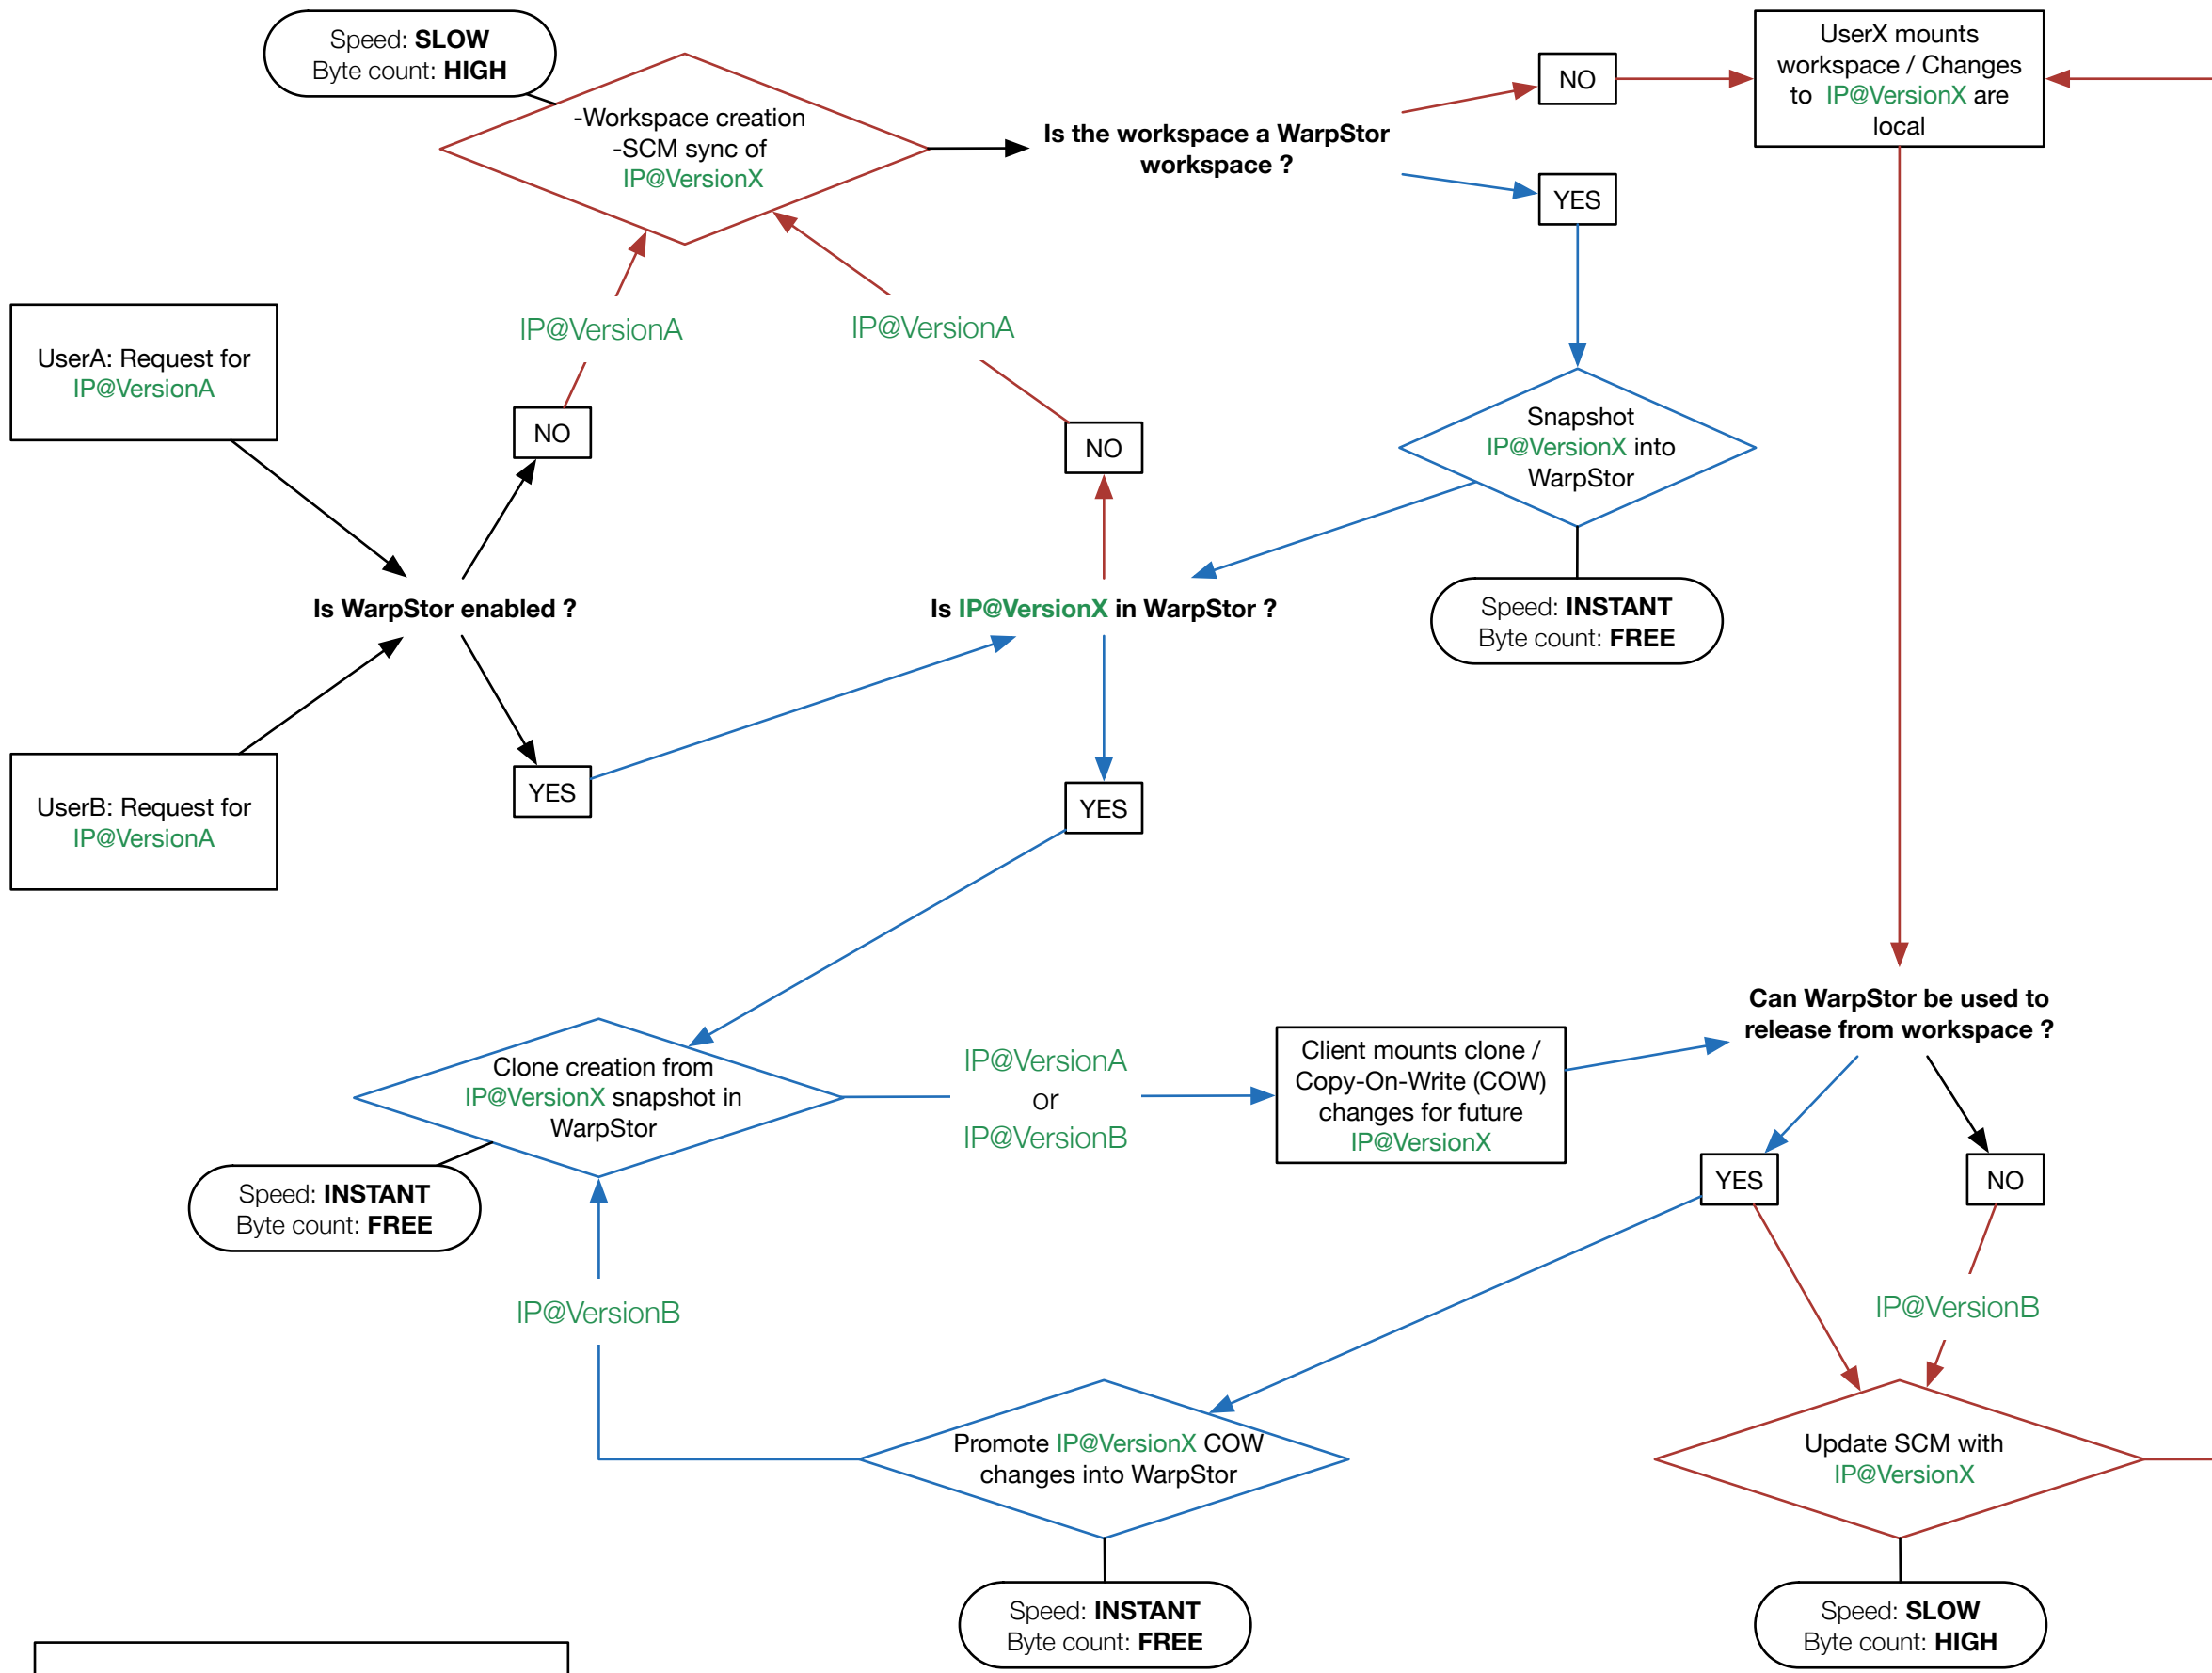 Speed: SLOW
Byte count: HIGH
-Workspace creation
-SCM sync of
IP@VersionX
Is the workspace a WarpStor
workspace ?
NO
YES
UserX mounts
workspace / Changes
to IP@VersionX are
local
UserA: Request for
IP@VersionA
IP@VersionA
IP@VersionA
NO
NO
Snapshot
IP@VersionX into
WarpStor
Is WarpStor enabled ?
Is IP@VersionX in WarpStor ?
Speed: INSTANT
Byte count: FREE
UserB: Request for
IP@VersionA
YES
YES
Can WarpStor be used to
release from workspace ?
Clone creation from
IP@VersionX snapshot in
WarpStor
IP@VersionA
or
IP@VersionB
Client mounts clone /
Copy-On-Write (COW)
changes for future
IP@VersionX
Speed: INSTANT
Byte count: FREE
YES
NO
IP@VersionB
IP@VersionB
Promote IP@VersionX COW
changes into WarpStor
Update SCM with
IP@VersionX
Speed: INSTANT
Byte count: FREE
Speed: SLOW
Byte count: HIGH